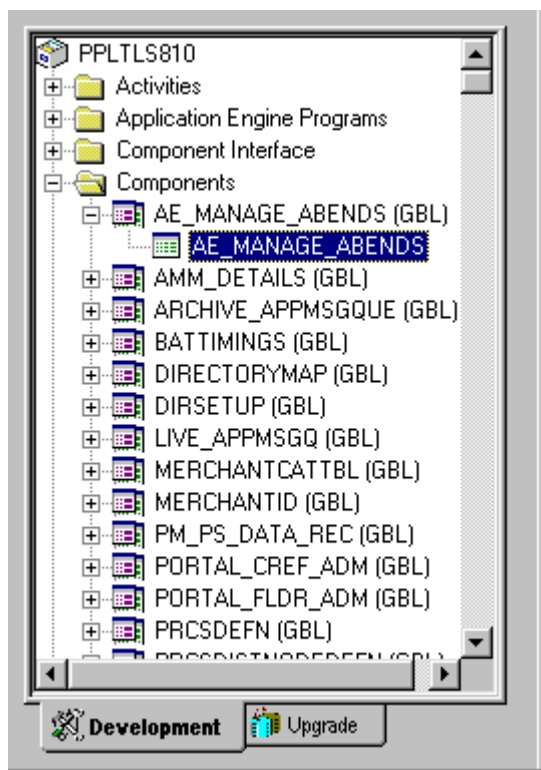 PPLTLS810
Activities
Application Engine Programs
Component Interface
Components
AE_MANAGE_ABENDS (GBL)
AE_MANAGE_ABENDS
AMM_DETAILS (GBL)
ARCHIVE_APPMSGQUE (GBL)
BATTIMINGS (GBL)
DIRECTORYMAP (GBL)
DIRSETUP (GBL)
LIVE_APPMSGQ (GBL)
MERCHANTCATTBL (GBL)
MERCHANTID (GBL)
PM_PS_DATA_REC (GBL)
PORTAL_CREF_ADM (GBL)
PORTAL_FLDR_ADM (GBL)
PRCSDEFN (GBL)
Development Upgrade